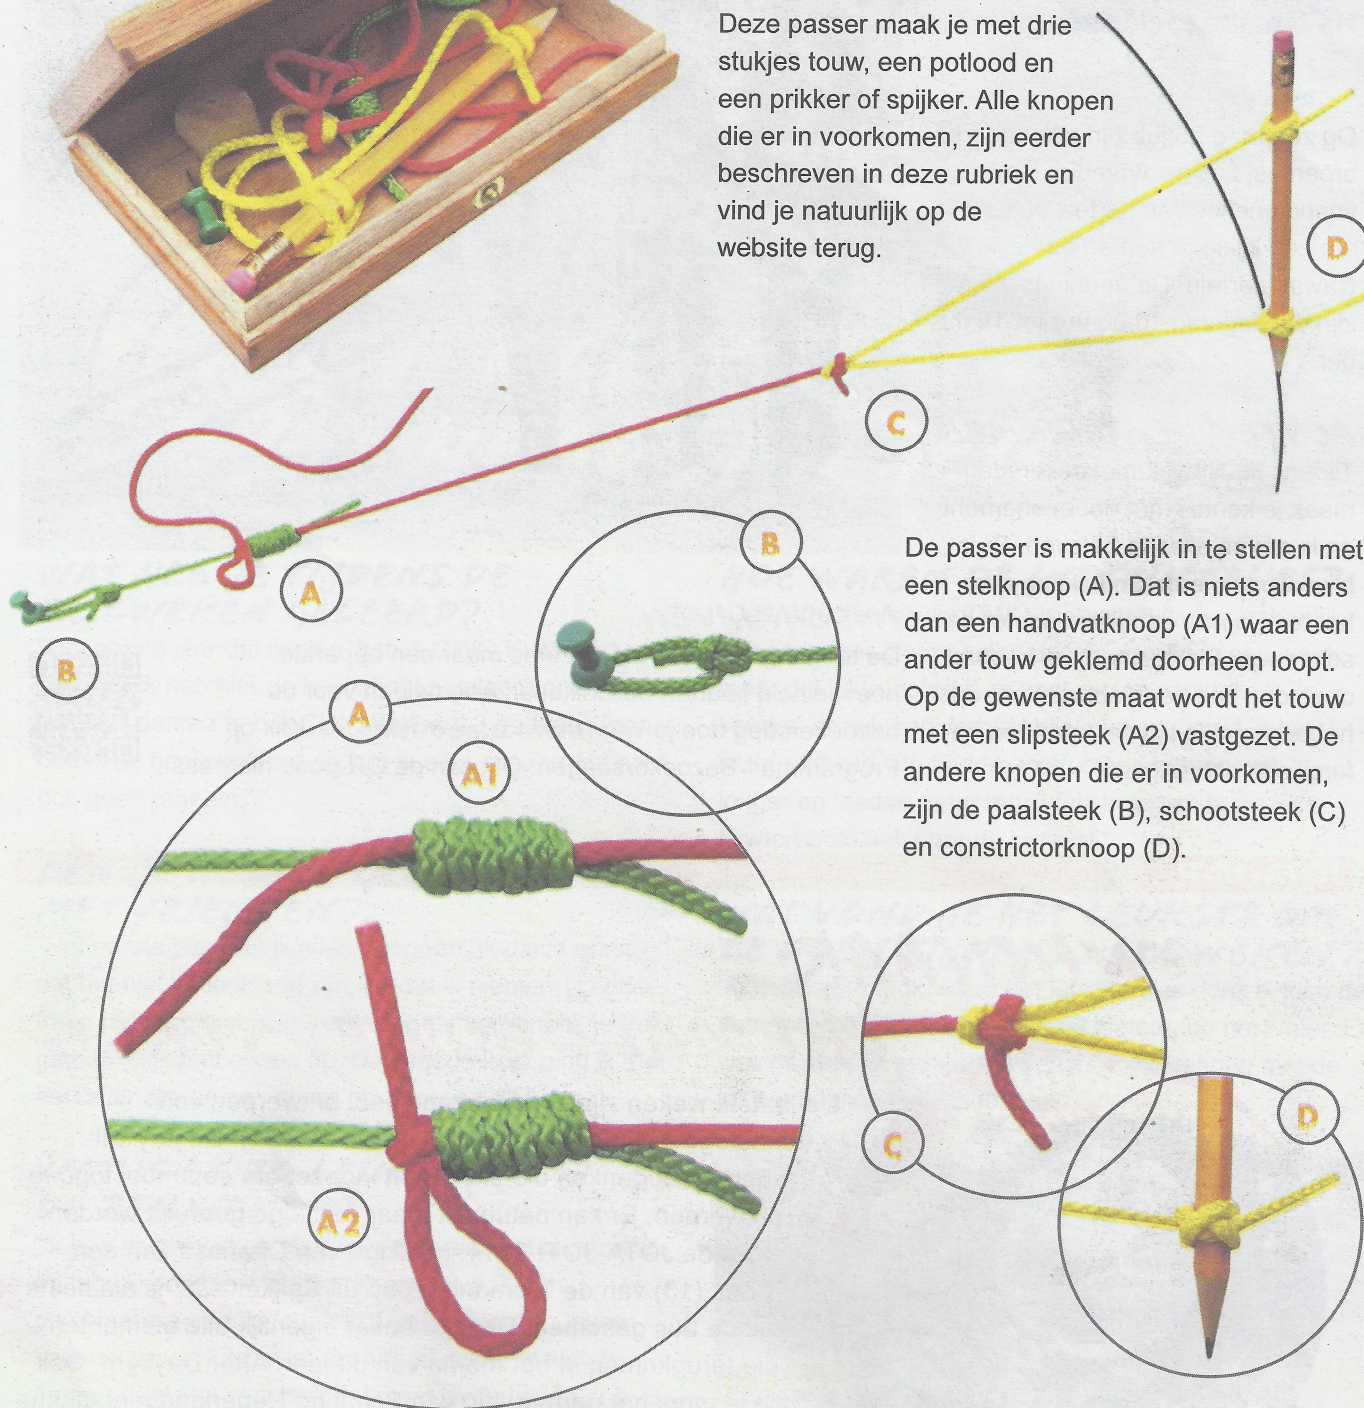 Deze passer maak je met drie
stukjes touw, een potlood en
een prikker of spijker. Alle knopen
die er in voorkomen, zijn eerder
beschreven in deze rubriek en
vind je natuurlijk op de
website terug.
D
C
A
B
B
De passer is makkelijk in te stellen met
een stelknoop (A). Dat is niets anders
dan een handvatknoop (A1) waar een
ander touw geklemd doorheen loopt.
Op de gewenste maat wordt het touw
met een slipsteek (A2) vastgezet. De
andere knopen die er in voorkomen,
zijn de paalsteek (B), schootsteek (C)
en constrictorknoop (D).
A
A1
A2
C
D